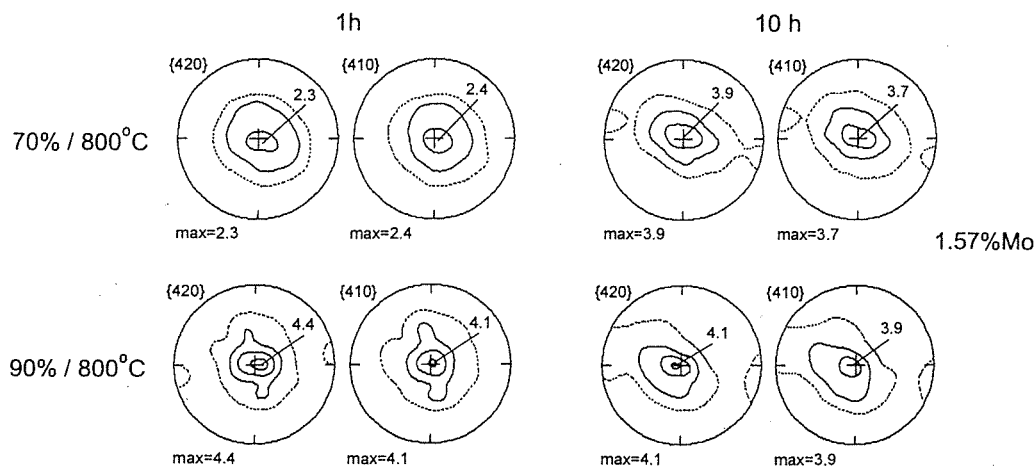 1h 10 h
{420} {410} {420} {410}
2.3 2.4 3.9 3.7
70% / 800°C
max=2.3 max=2.4 max=3.9 max=3.7
1.57%Mo
{420} {410} {420} {410}
4.4 4.1 4.1 3.9
90% / 800°C
max=4.4 max=4.1 max=4.1 max=3.9